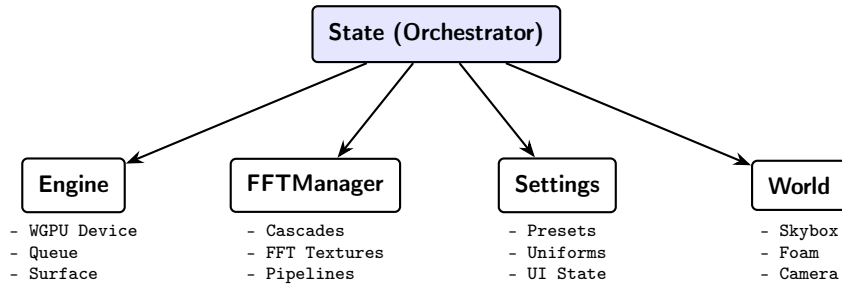 State (Orchestrator)
Engine
- WGPU Device
- Queue
- Surface
FFTManager
- Cascades
- FFT Textures
- Pipelines
Settings
- Presets
- Uniforms
- UI State
World
- Skybox
- Foam
- Camera